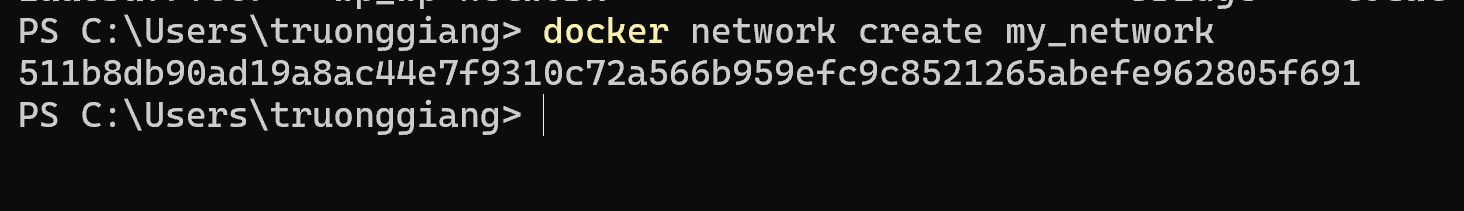 PS C:\Users\truonggiang> docker network create my_network
511b8db90ad19a8ac44e7f9310c72a566b959efc9c8521265abefe962805f691
PS C:\Users\truonggiang>